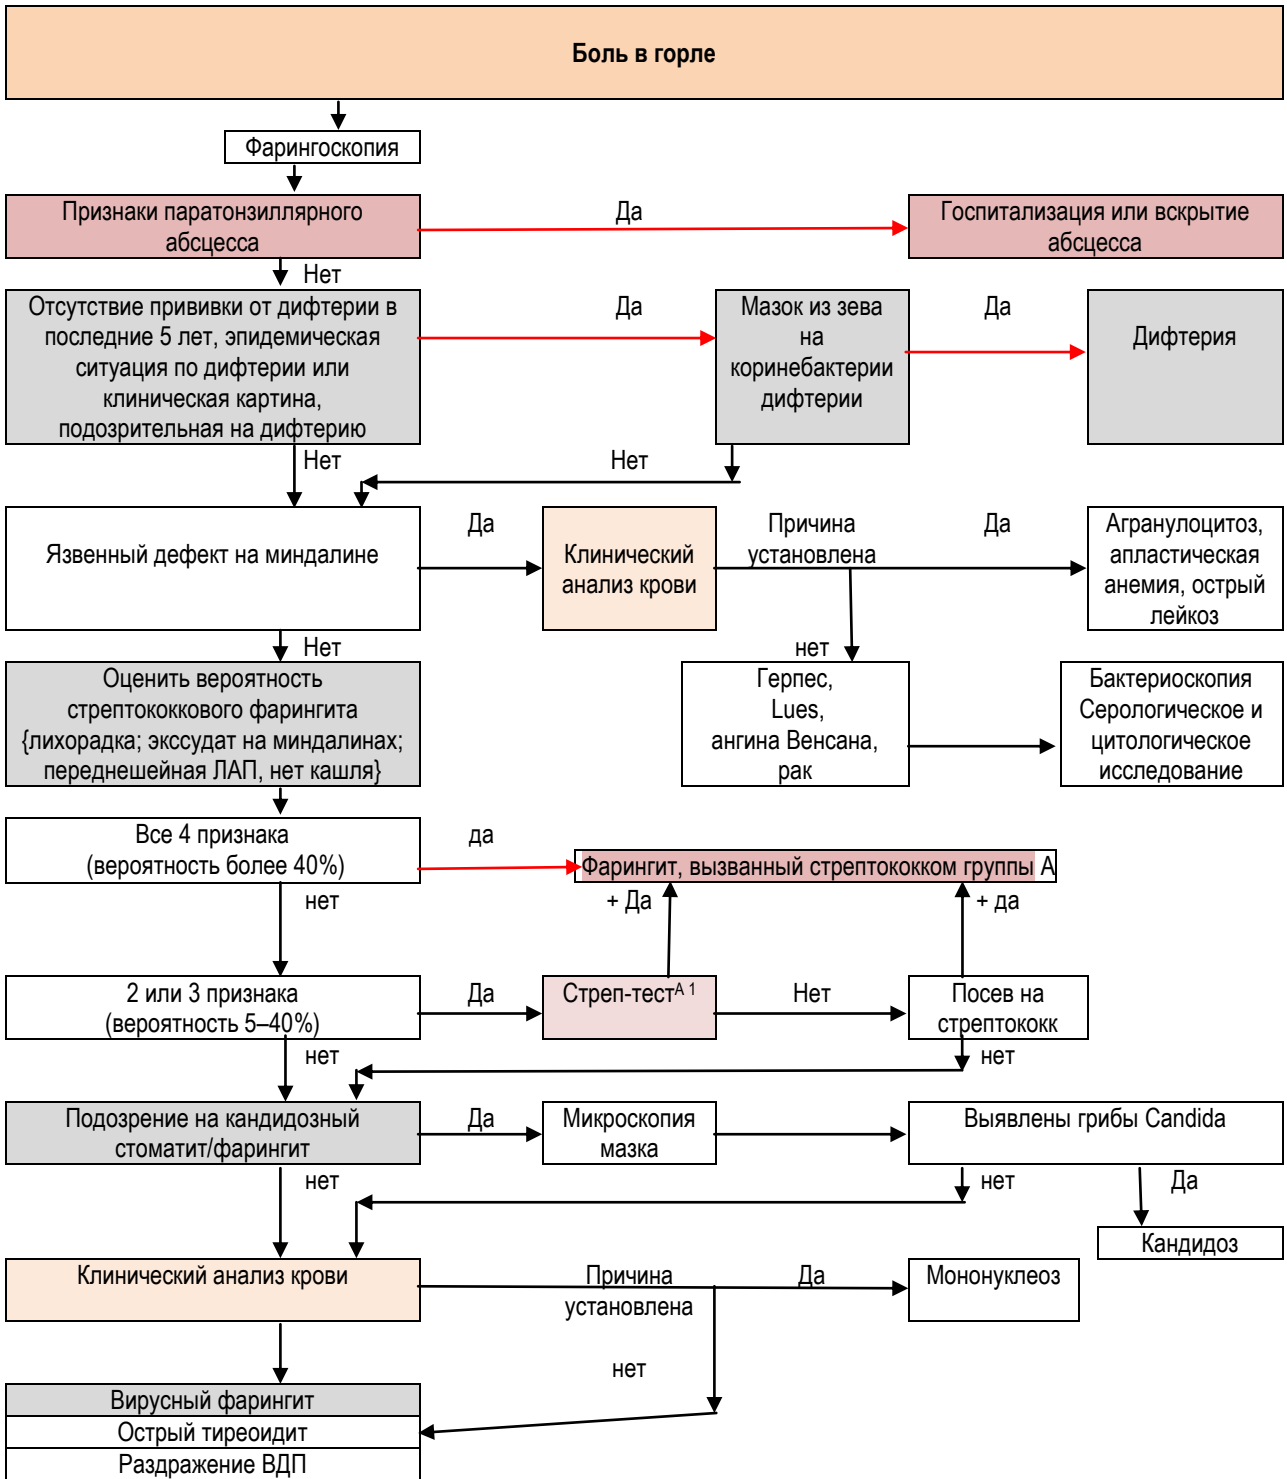 Боль в горле
Фарингоскопия
Признаки паратонзиллярного
абсцесса
Да
Госпитализация или вскрытие
абсцесса
Нет
Отсутствие прививки от дифтерии в
последние 5 лет, эпидемическая
ситуация по дифтерии или
клиническая картина,
подозрительная на дифтерию
Да
Мазок из зева
на
коринебактерии
дифтерии
Да
Дифтерия
Нет
Нет
Язвенный дефект на миндалине
Да
Клинический
анализ крови
Причина
установлена
Да
Агранулоцитоз,
апластическая
анемия, острый
лейкоз
Нет
нет
Оценить вероятность
стрептококкового фарингита
{лихорадка; экссудат на миндалинах;
переднешейная ЛАП, нет кашля}
Герпес,
Lues,
ангина Венсана,
рак
Бактериоскопия
Серологическое и
цитологическое
исследование
Все 4 признака
(вероятность более 40%)
да
Фарингит, вызванный стрептококком группы А
нет
+ Да
+ да
2 или 3 признака
(вероятность 5–40%)
Да
Стреп-тестА 1
Нет
Посев на
стрептококк
нет
нет
Подозрение на кандидозный
стоматит/фарингит
Да
Микроскопия
мазка
Выявлены грибы Candida
нет
нет
Да
Кандидоз
Клинический анализ крови
Причина
установлена
Да
Мононуклеоз
нет
Вирусный фарингит
Острый тиреоидит
Раздражение ВДП